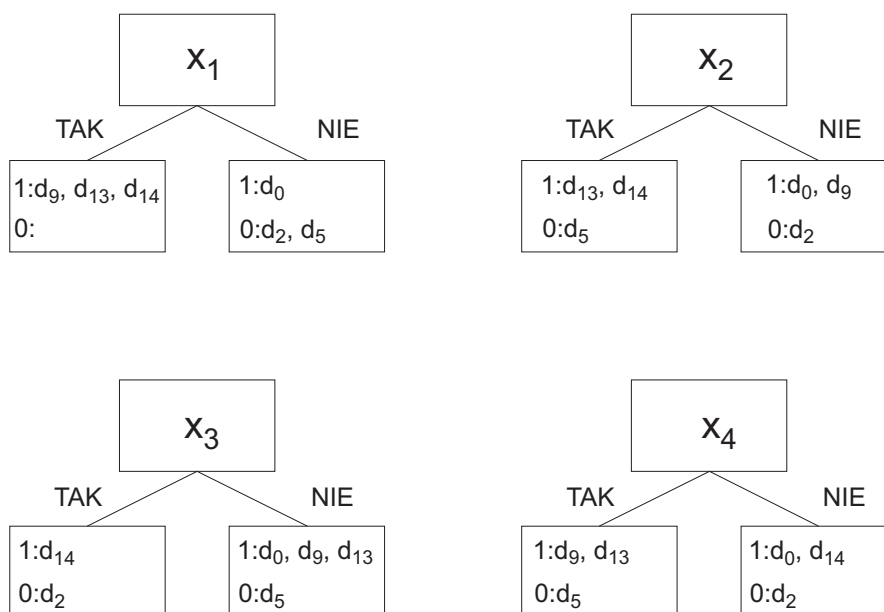 x₁
TAK NIE
1:d₉, d₁₃, d₁₄
0:
1:d₀
0:d₂, d₅
x₂
TAK NIE
1:d₁₃, d₁₄
0:d₅
1:d₀, d₉
0:d₂
x₃
TAK NIE
1:d₁₄
0:d₂
1:d₀, d₉, d₁₃
0:d₅
x₄
TAK NIE
1:d₉, d₁₃
0:d₅
1:d₀, d₁₄
0:d₂